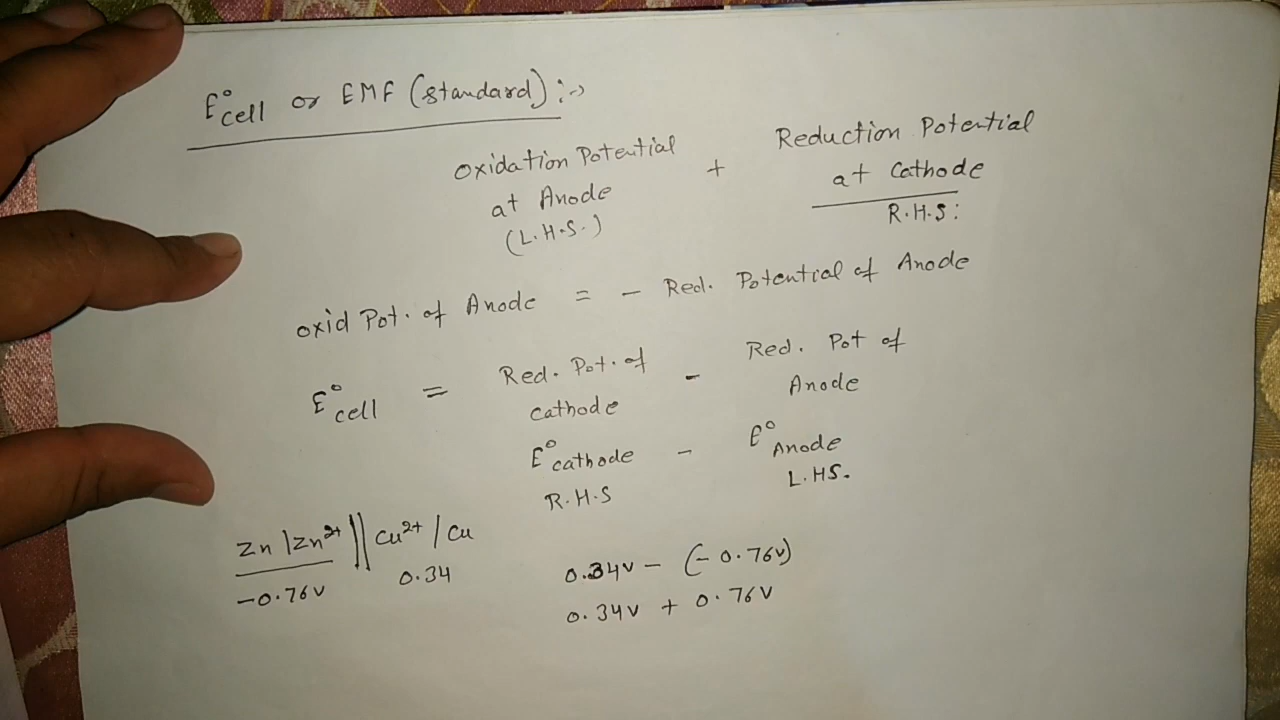 E°cell or EMF (standard) :→
Oxidation Potential + Reduction Potential
at Anode at Cathode
(L.H.S.) R.H.S:
Oxid Pot. of Anode = - Red. Potential of Anode
E°cell = Red. Pot. of cathode - Red. Pot of Anode
E°cathode - E°Anode
R.H.S L.HS.
Zn |Zn2+ || Cu2+ / Cu
-0.76V 0.34
0.34V - (-0.76V)
0.34V + 0.76V